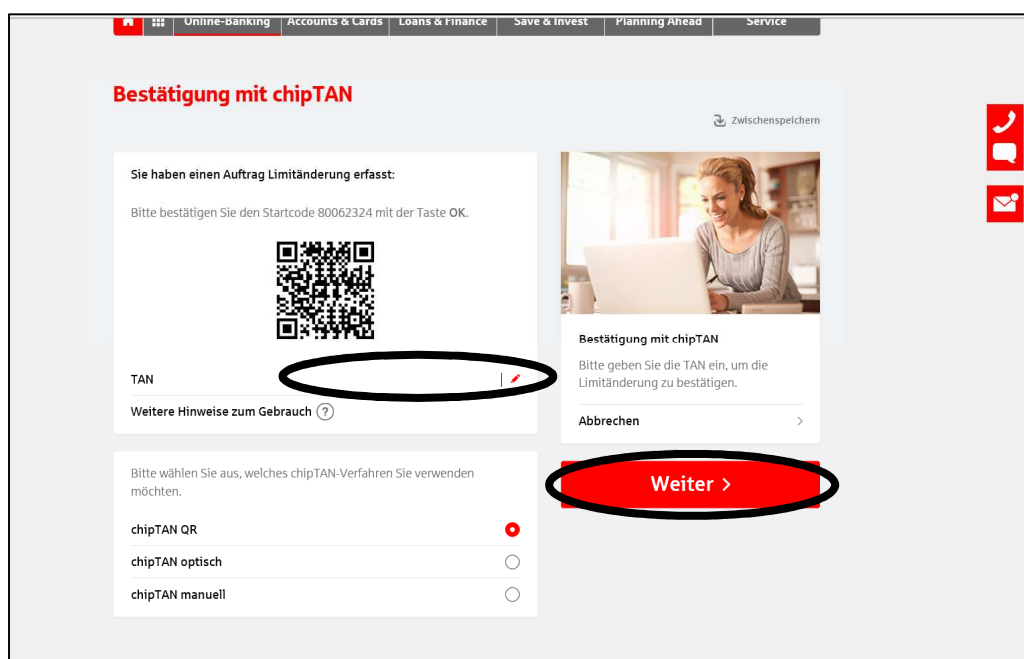 Online-Banking Accounts & Cards Loans & Finance Save & Invest Planning Ahead Service
Bestätigung mit chipTAN
Zwischenspeichern
Sie haben einen Auftrag Limitänderung erfasst:
Bitte bestätigen Sie den Startcode 80062324 mit der Taste OK.
TAN
Weitere Hinweise zum Gebrauch ?
Bestätigung mit chipTAN
Bitte geben Sie die TAN ein, um die
Limitänderung zu bestätigen.
Abbrechen
Weiter
Bitte wählen Sie aus, welches chipTAN-Verfahren Sie verwenden
möchten.
chipTAN QR
chipTAN optisch
chipTAN manuell